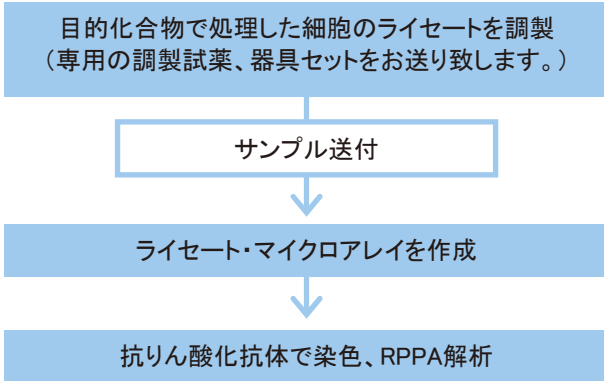 目的化合物で処理した細胞のライセートを調製
（専用の調製試薬、器具セットをお送り致します。）
サンプル送付
ライセート・マイクロアレイを作成
抗りん酸化抗体で染色、RPPA解析